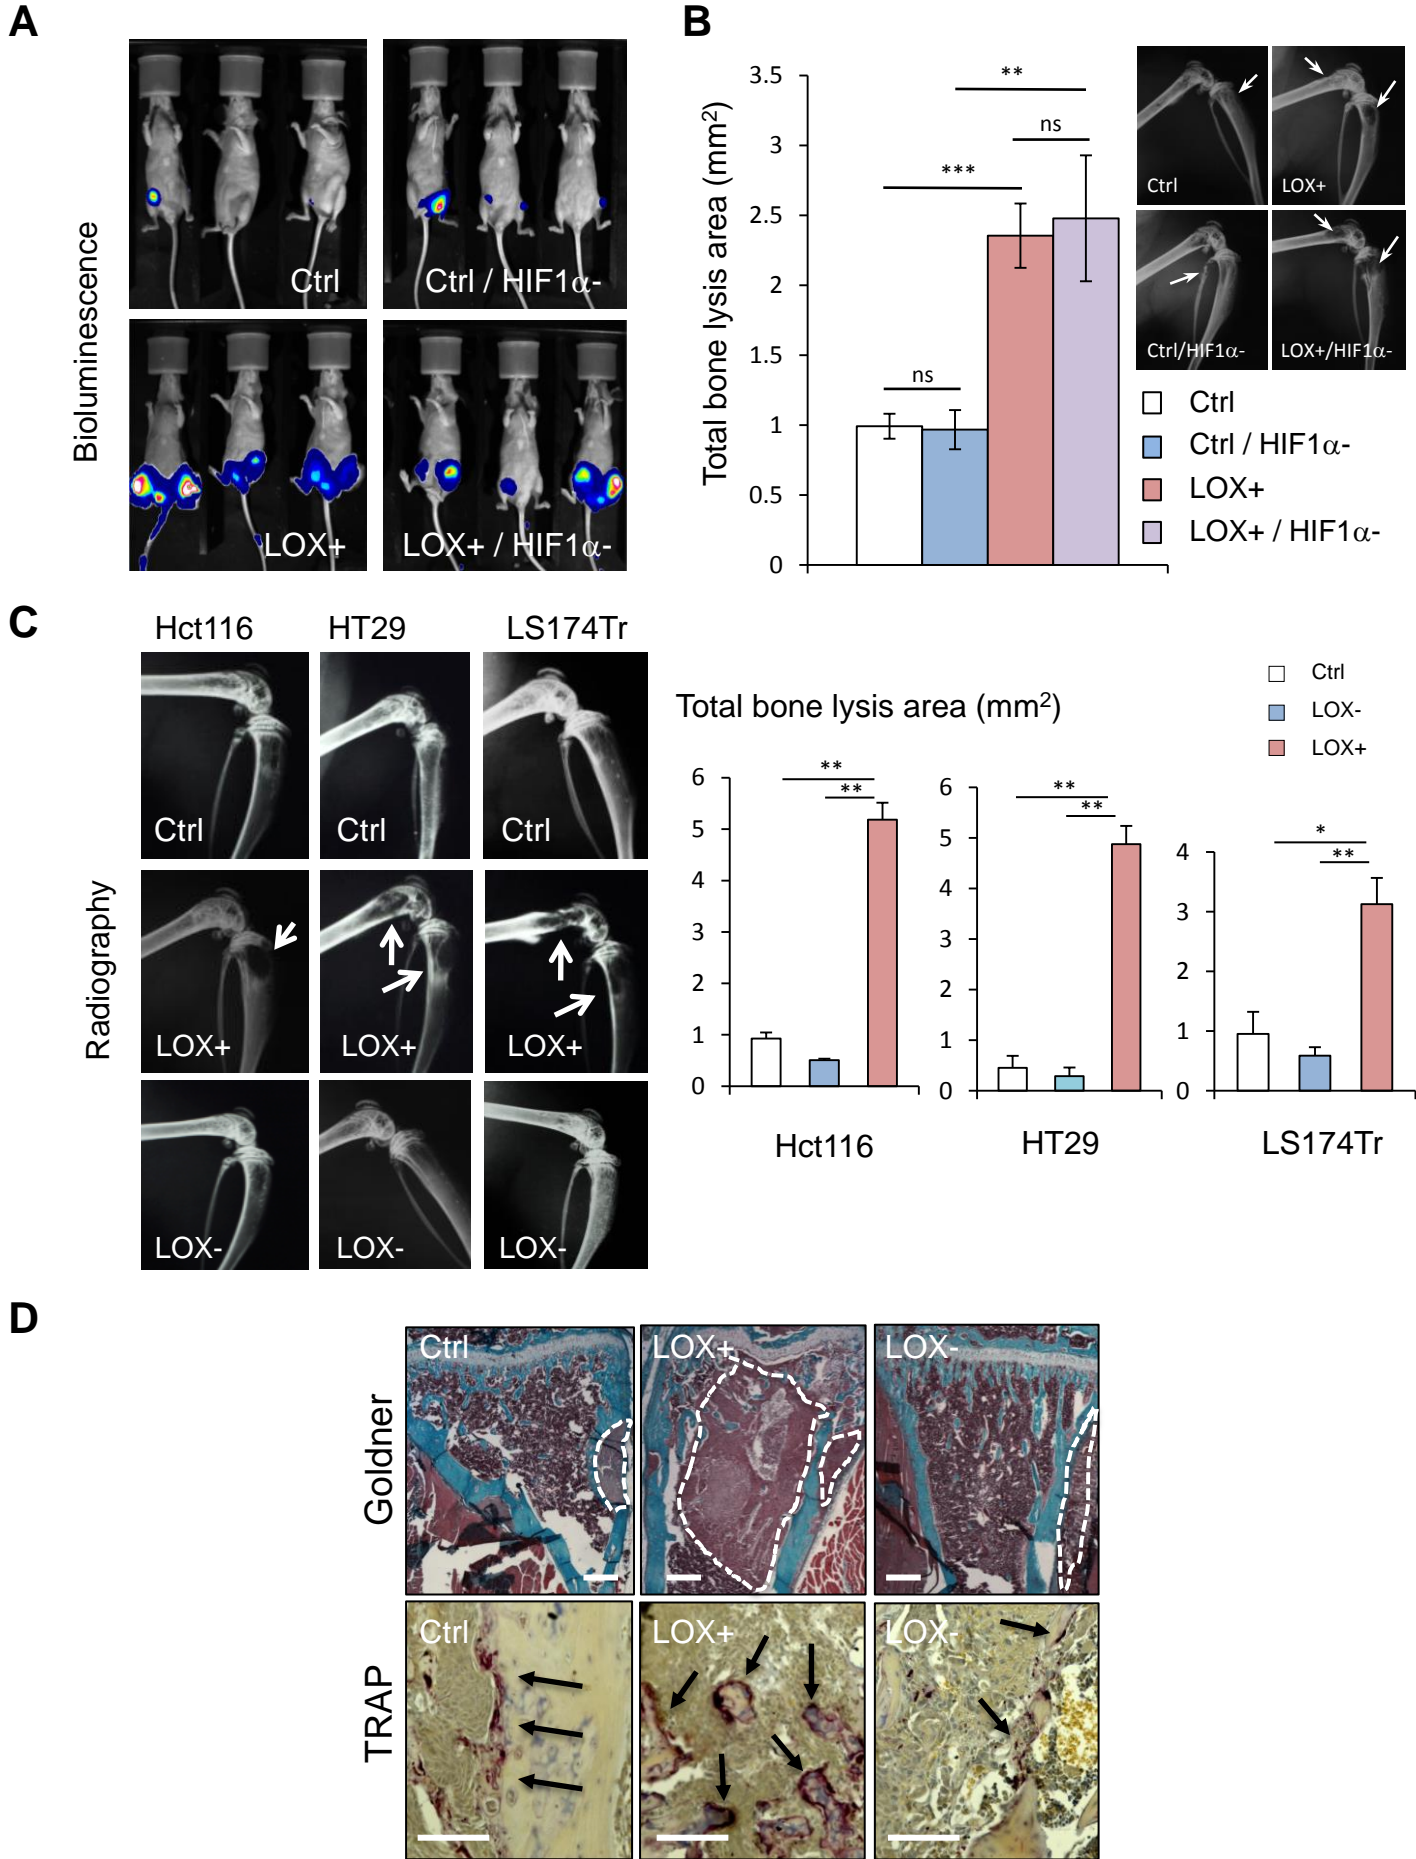 A
Bioluminescence
Ctrl
Ctrl / HIF1α-
LOX+
LOX+ / HIF1α-
B
Total bone lysis area (mm2)
3.5
3
2.5
2
1.5
1
0.5
0
**
ns
***
ns
Ctrl
LOX+
Ctrl/HIF1α-
LOX+/HIF1α-
Ctrl
Ctrl / HIF1α-
LOX+
LOX+ / HIF1α-
C
Hct116
HT29
LS174Tr
Radiography
Ctrl
Ctrl
Ctrl
LOX+
LOX+
LOX+
LOX-
LOX-
LOX-
Total bone lysis area (mm2)
Ctrl
LOX-
LOX+
6
5
4
3
2
1
0
**
**
Hct116
6
5
4
3
2
1
0
**
**
HT29
4
3
2
1
0
*
**
LS174Tr
D
Goldner
Ctrl
LOX+
LOX-
TRAP
Ctrl
LOX+
LOX-